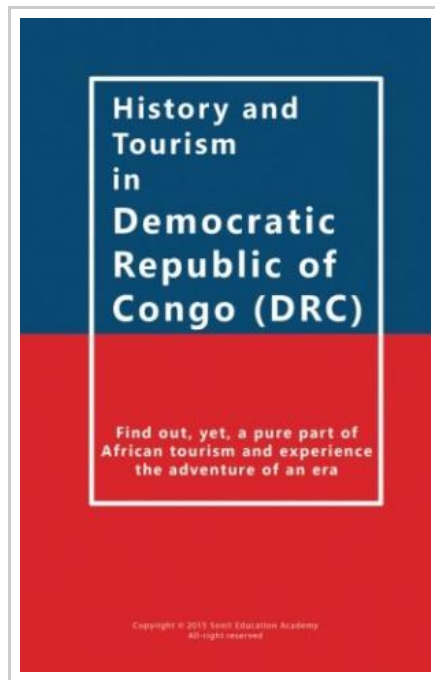 History and
Tourism
in
Democratic
Republic of
Congo (DRC)
Find out, yet, a pure part of
African tourism and experience
the adventure of an era
Copyright © 2015 Sonit Education Academy
All-right reserved